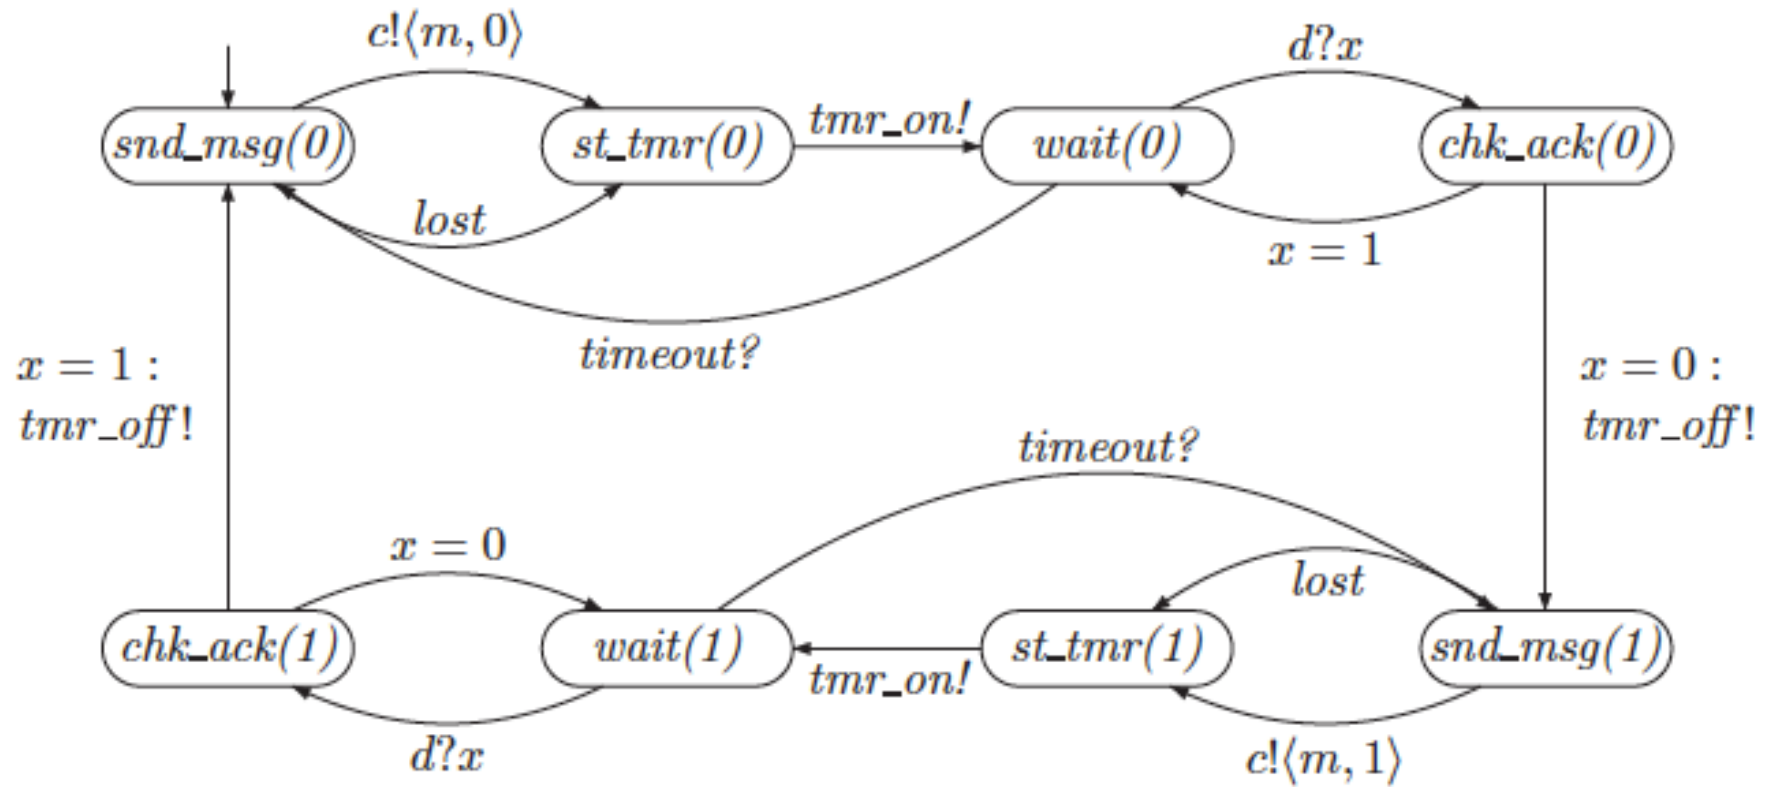 c!⟨m, 0⟩
d?x
snd_msg(0)
st_tmr(0)
tmr_on!
wait(0)
chk_ack(0)
lost
x = 1
timeout?
x = 1 :
tmr_off!
x = 0 :
tmr_off!
timeout?
x = 0
lost
chk_ack(1)
wait(1)
tmr_on!
st_tmr(1)
snd_msg(1)
d?x
c!⟨m, 1⟩